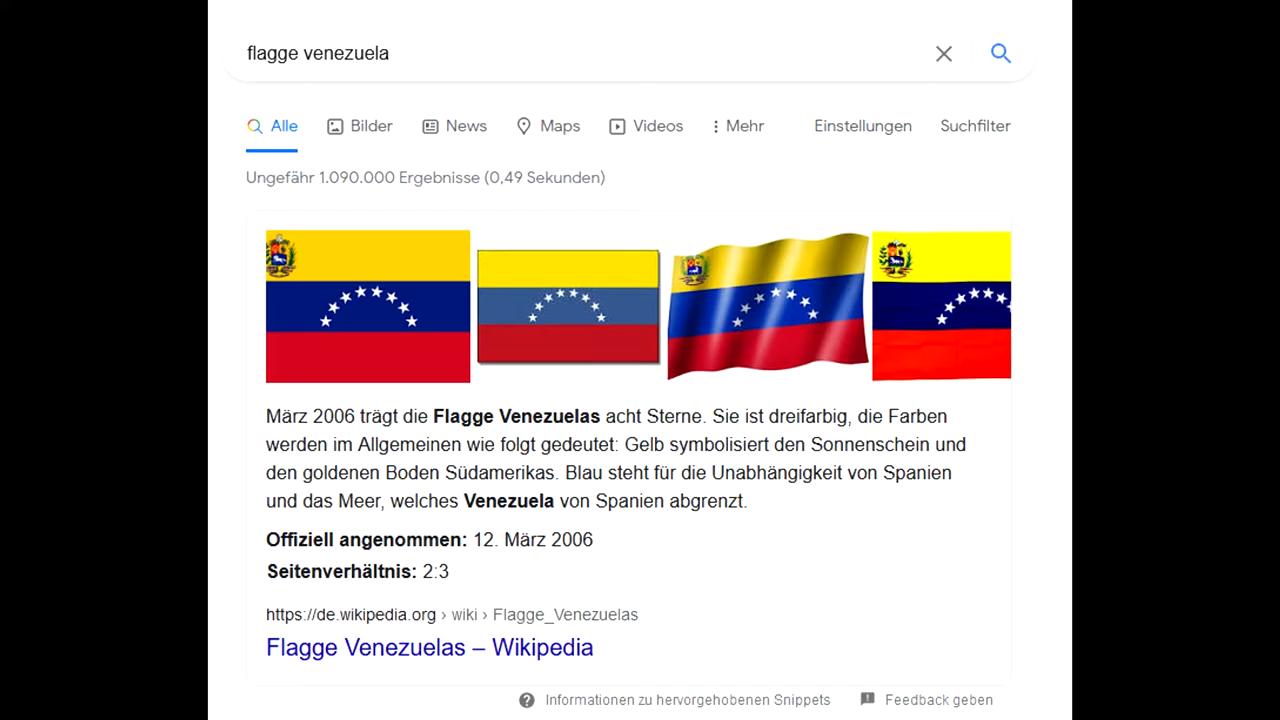 flagge venezuela
Alle Bilder News Maps Videos Mehr Einstellungen Suchfilter
Ungefähr 1.090.000 Ergebnisse (0,49 Sekunden)
März 2006 trägt die Flagge Venezuelas acht Sterne. Sie ist dreifarbig, die Farben
werden im Allgemeinen wie folgt gedeutet: Gelb symbolisiert den Sonnenschein und
den goldenen Boden Südamerikas. Blau steht für die Unabhängigkeit von Spanien
und das Meer, welches Venezuela von Spanien abgrenzt.
Offiziell angenommen: 12. März 2006
Seitenverhältnis: 2:3
https://de.wikipedia.org › wiki › Flagge_Venezuelas
Flagge Venezuelas – Wikipedia
Informationen zu hervorgehobenen Snippets Feedback geben